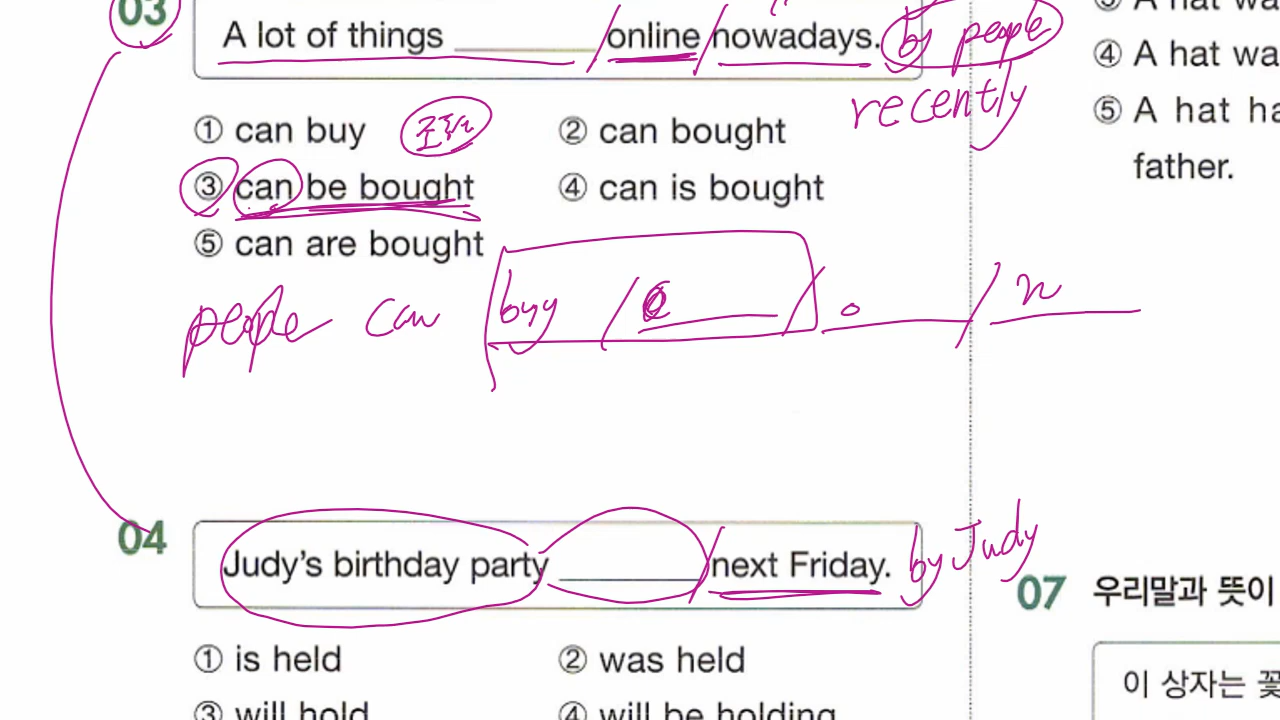 03
A lot of things ________ online nowadays. by people
recently
① can buy 조동
② can bought
③ can be bought
④ can is bought
⑤ can are bought
people can buy / / o / n
04
Judy's birthday party ________ next Friday. by Judy
① is held
② was held
③ will hold
④ will be holding
④ A hat wa
⑤ A hat ha
father.
07 우리말과 뜻이
이 상자는 꽃